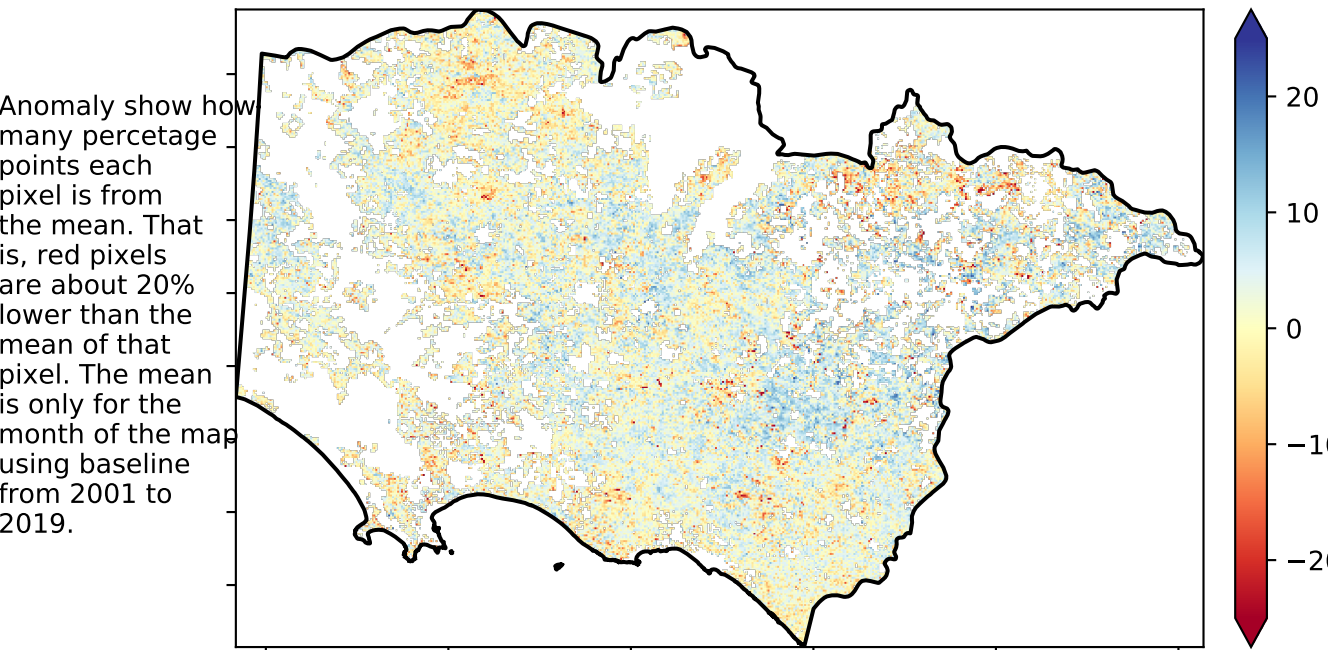 Anomaly show how
many percetage
points each
pixel is from
the mean. That
is, red pixels
are about 20%
lower than the
mean of that
pixel. The mean
is only for the
month of the map
using baseline
from 2001 to
2019.
20
10
0
−10
−20